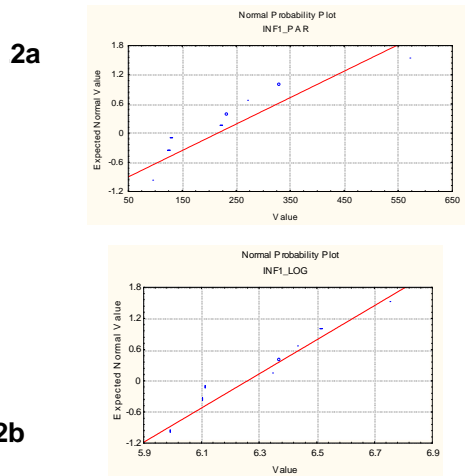 2a
Normal Probability Plot
INF1_PAR
Expected Normal Value
1.8
1.2
0.6
0
-0.6
-1.2
50 150 250 350 450 550 650
Value
2b
Normal Probability Plot
INF1_LOG
Expected Normal Value
1.8
1.2
0.6
0
-0.6
-1.2
5.9 6.1 6.3 6.5 6.7 6.9
Value